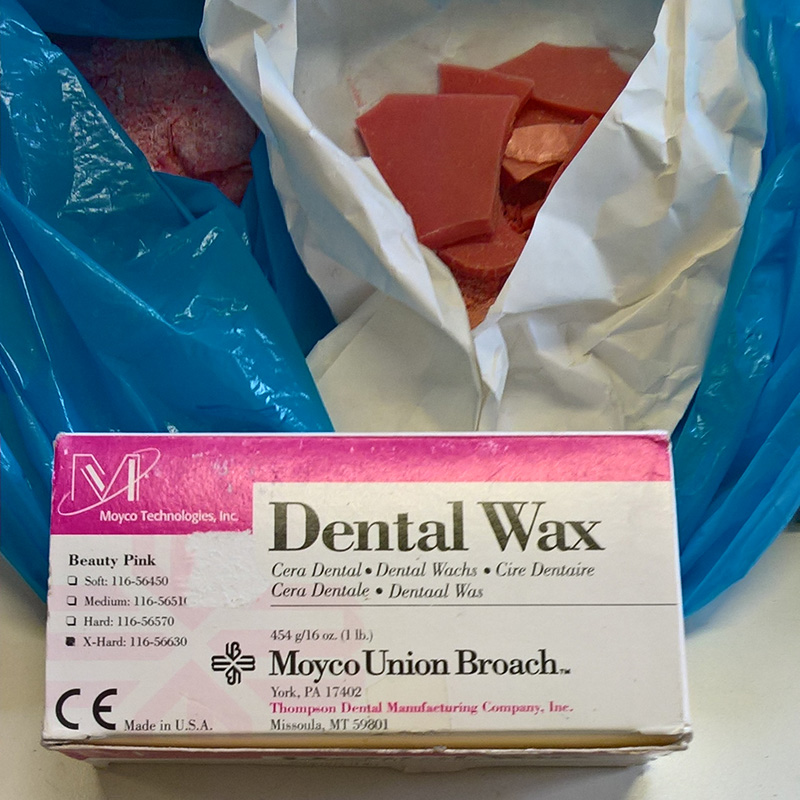 M
Moyco Technologies, Inc.
Dental Wax
Cera Dental • Dental Wachs • Cire Dentaire
Cera Dentale • Dentaal Was
Beauty Pink
Soft: 116-56450
Medium: 116-5651
Hard: 116-56570
X-Hard: 116-56630
454 g/16 oz. (1 lb.)
Moyco Union Broach™
York, PA 17402
Thompson Dental Manufacturing Company, Inc.
Missoula, MT 59801
CE Made in U.S.A.